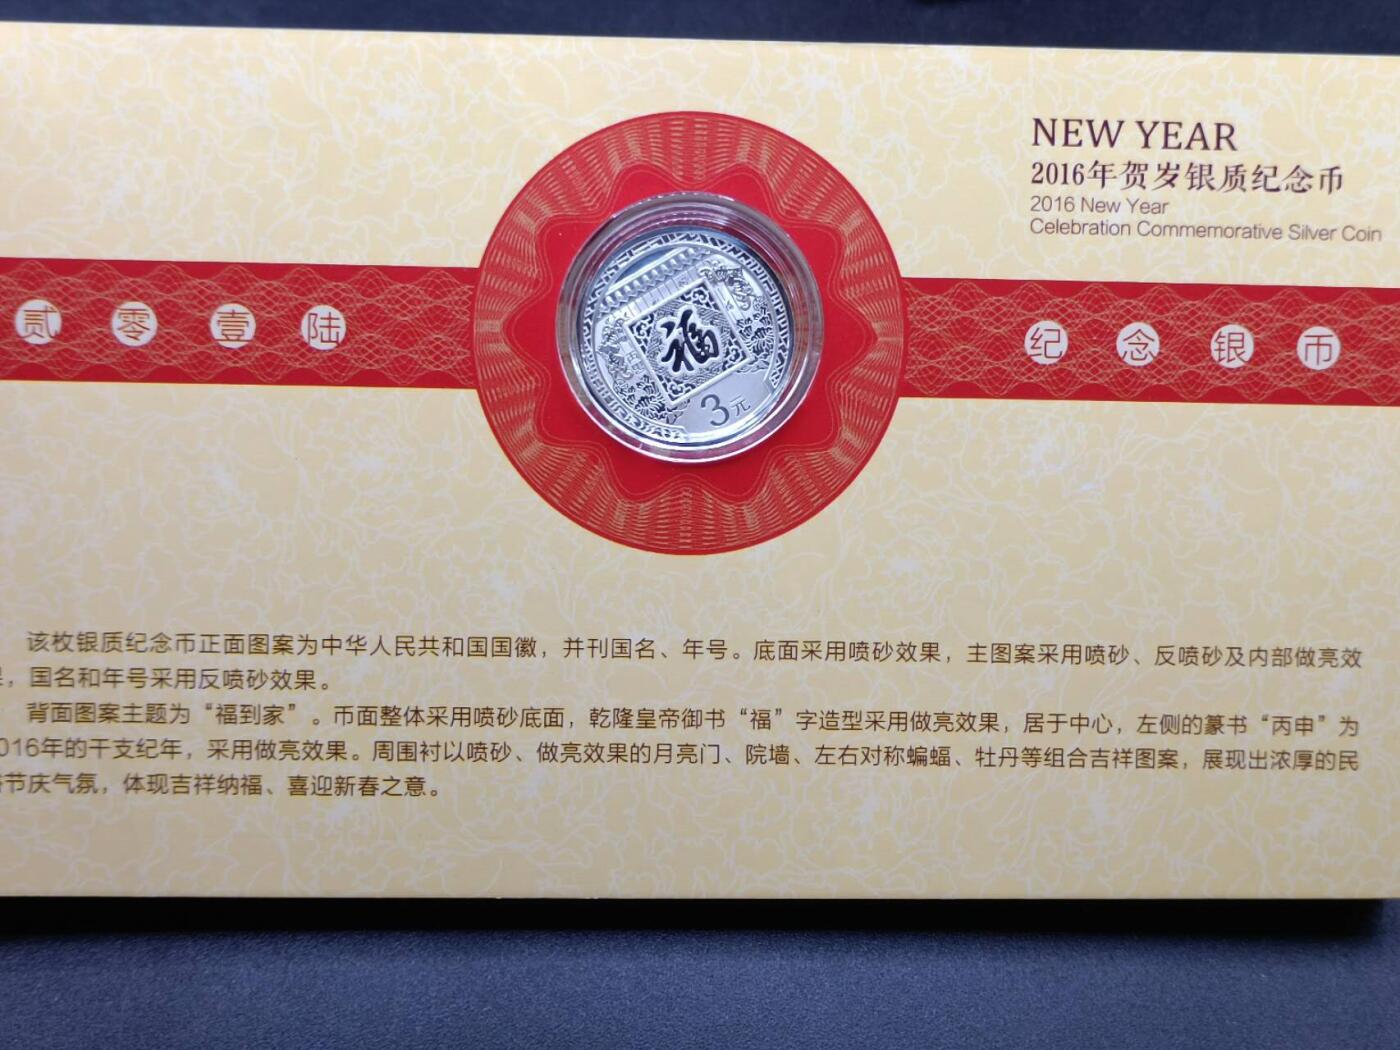 NEW YEAR
2016年贺岁银质纪念币
2016 New Year
Celebration Commemorative Silver Coin
贰零壹陆
福
3元
纪念银币
该枚银质纪念币正面图案为中华人民共和国国徽，并刊国名、年号。底面采用喷砂效果，主图案采用喷砂、反喷砂及内部做亮效
，国名和年号采用反喷砂效果。
背面图案主题为“福到家”。币面整体采用喷砂底面，乾隆皇帝御书“福”字造型采用做亮效果，居于中心，左侧的篆书“丙申”为
016年的干支纪年，采用做亮效果。周围衬以喷砂、做亮效果的月亮门、院墙、左右对称蝙蝠、牡丹等组合吉祥图案，展现出浓厚的民
节庆气氛，体现吉祥纳福、喜迎新春之意。